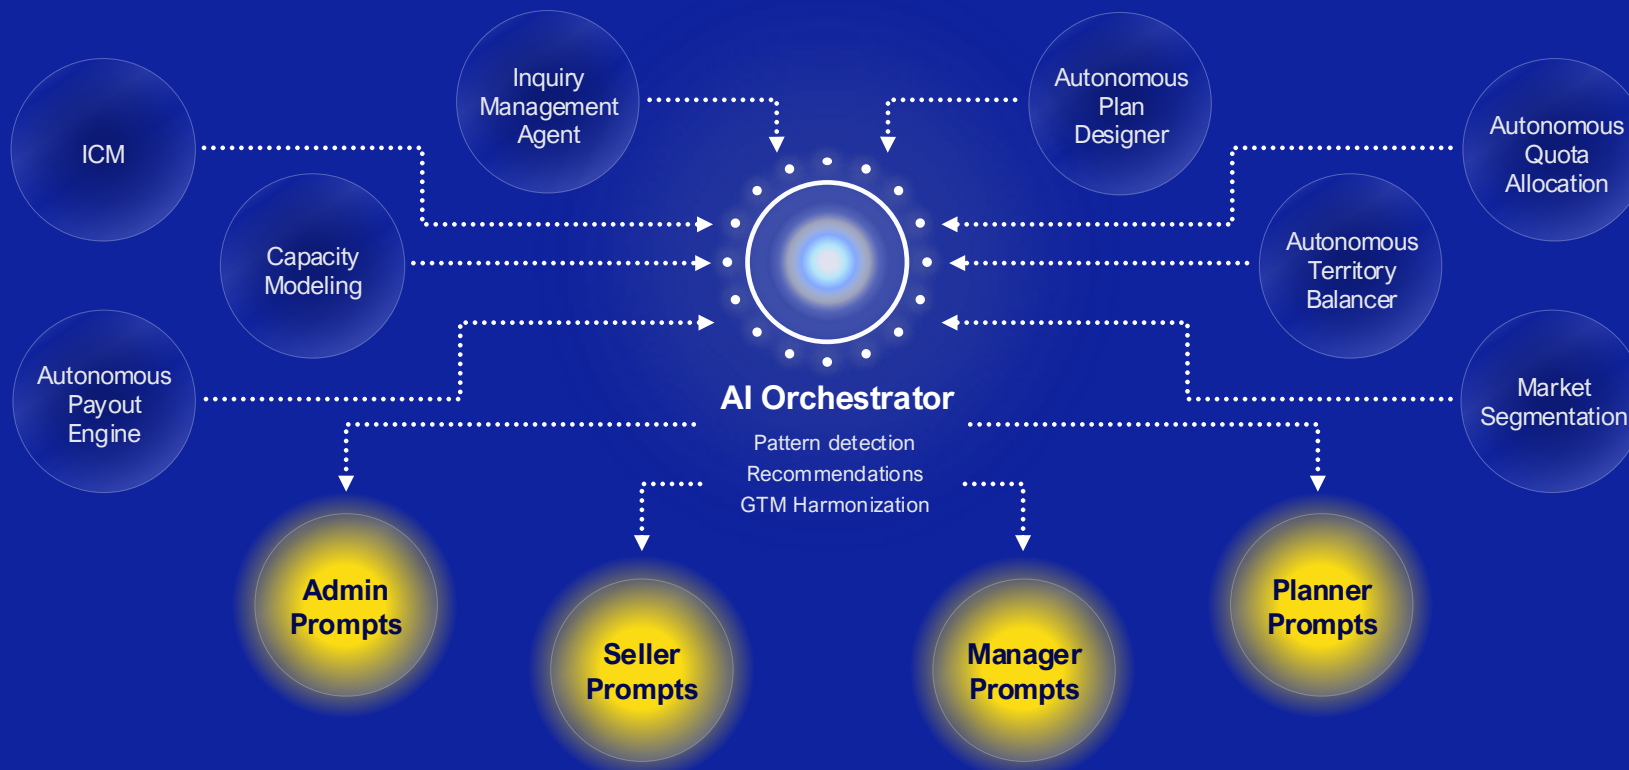 Inquiry
Management
Agent
Autonomous
Plan
Designer
ICM
Autonomous
Quota
Allocation
Capacity
Modeling
Autonomous
Territory
Balancer
Autonomous
Payout
Engine
Market
Segmentation
AI Orchestrator
Pattern detection
Recommendations
GTM Harmonization
Admin
Prompts
Seller
Prompts
Manager
Prompts
Planner
Prompts